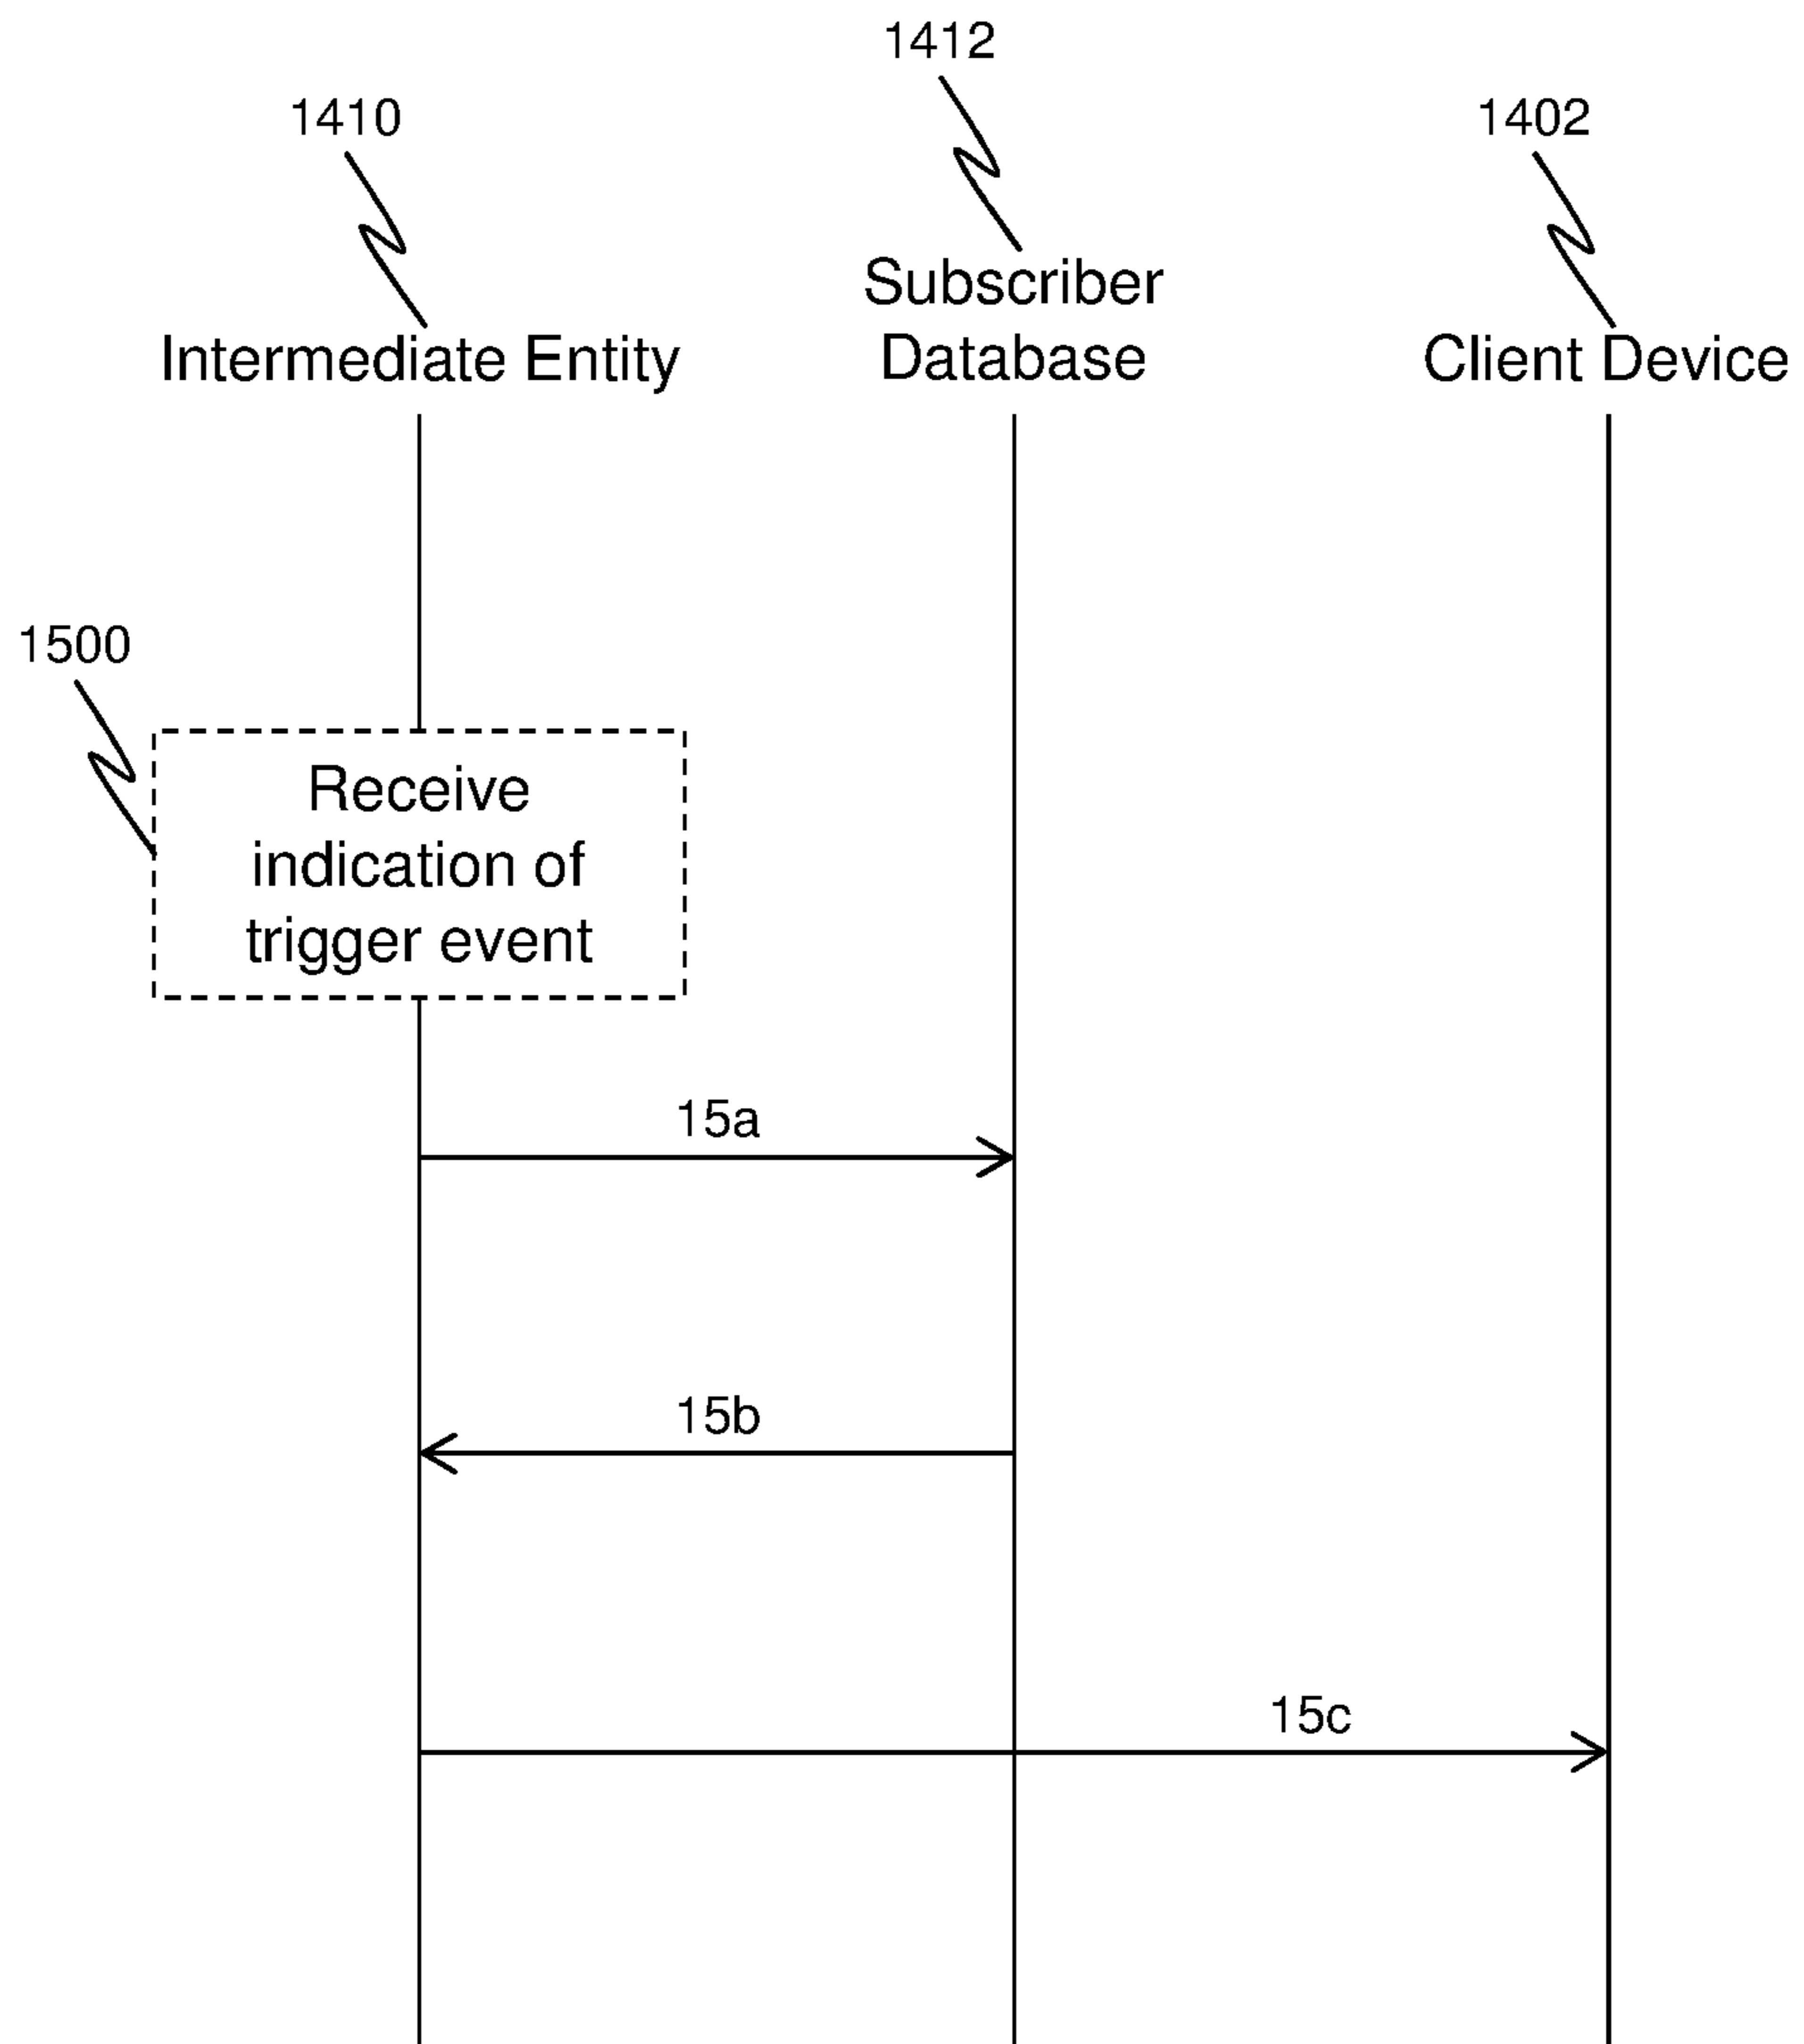 1412
1410
1402
Subscriber
Database
Intermediate Entity
Client Device
1500
Receive
indication of
trigger event
15a
15b
15c